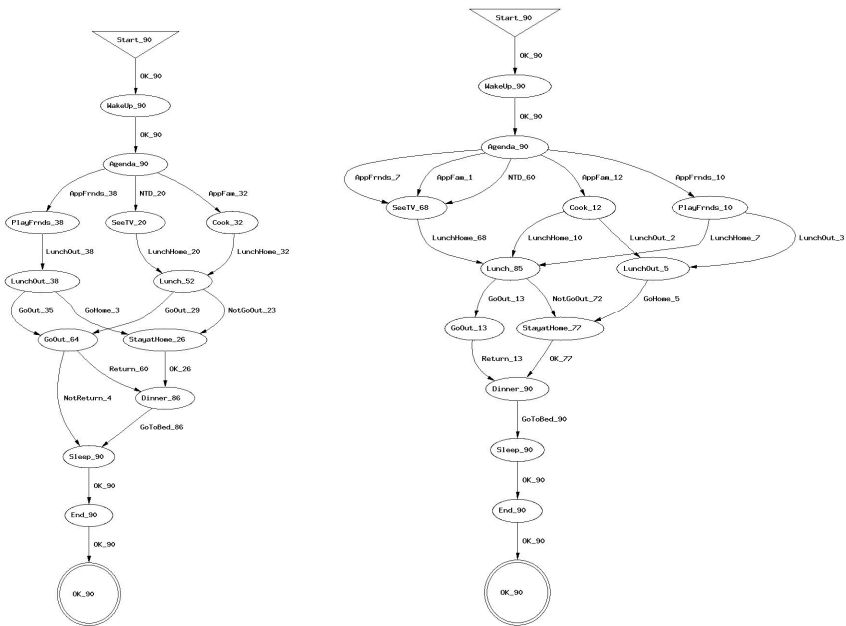 Start_90
OK_90
WakeUp_90
OK_90
Agenda_90
AppFrnds_38
NTD_20
AppFam_32
PlayFrnds_38
SeeTV_20
Cook_32
LunchOut_38
LunchHome_20
LunchHome_32
LunchOut_38
Lunch_52
GoOut_35
GoHome_3
GoOut_29
NotGoOut_23
GoOut_64
StayatHome_26
Return_60
OK_26
NotReturn_4
Dinner_86
GoToBed_86
Sleep_90
OK_90
End_90
OK_90
OK_90
Start_90
OK_90
WakeUp_90
OK_90
Agenda_90
AppFrnds_7
AppFam_1
NTD_60
AppFam_12
AppFrnds_10
SeeTV_68
Cook_12
PlayFrnds_10
LunchHome_68
LunchHome_10
LunchOut_2
LunchHome_7
LunchOut_3
Lunch_85
LunchOut_5
GoOut_13
NotGoOut_72
GoHome_5
GoOut_13
StayatHome_77
Return_13
OK_77
Dinner_90
GoToBed_90
Sleep_90
OK_90
End_90
OK_90
OK_90